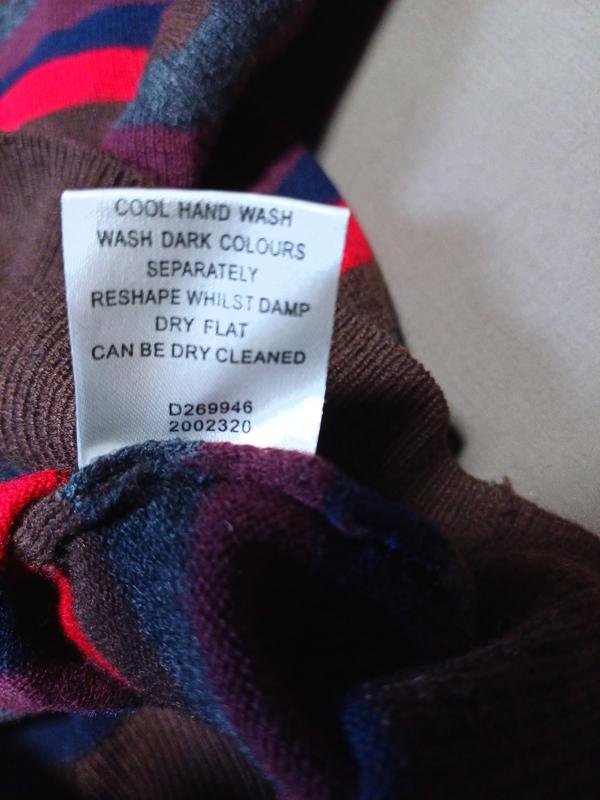 COOL HAND WASH
WASH DARK COLOURS
SEPARATELY
RESHAPE WHILST DAMP
DRY FLAT
CAN BE DRY CLEANED
D269946
2002320